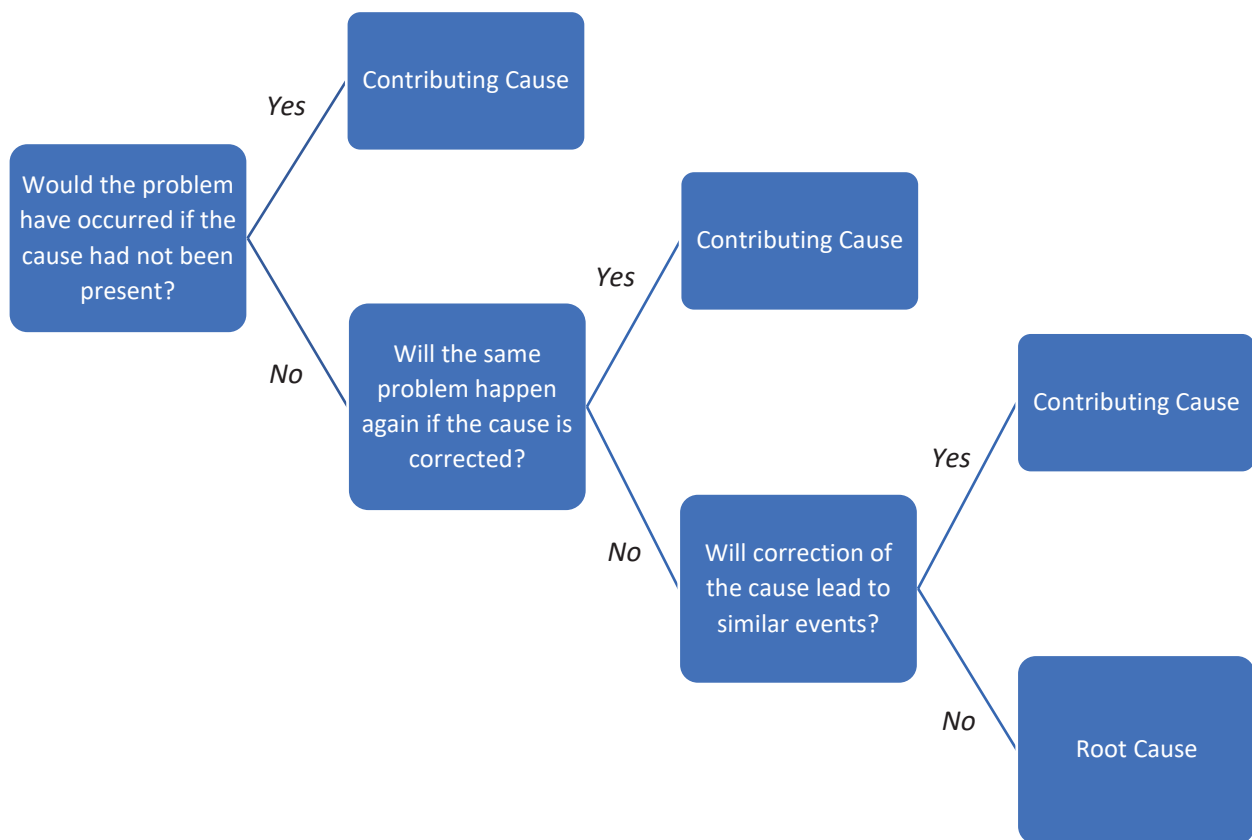 Would the problem
have occurred if the
cause had not been
present?
Yes
Contributing Cause
No
Will the same
problem happen
again if the cause is
corrected?
Yes
Contributing Cause
No
Will correction of
the cause lead to
similar events?
Yes
Contributing Cause
No
Root Cause